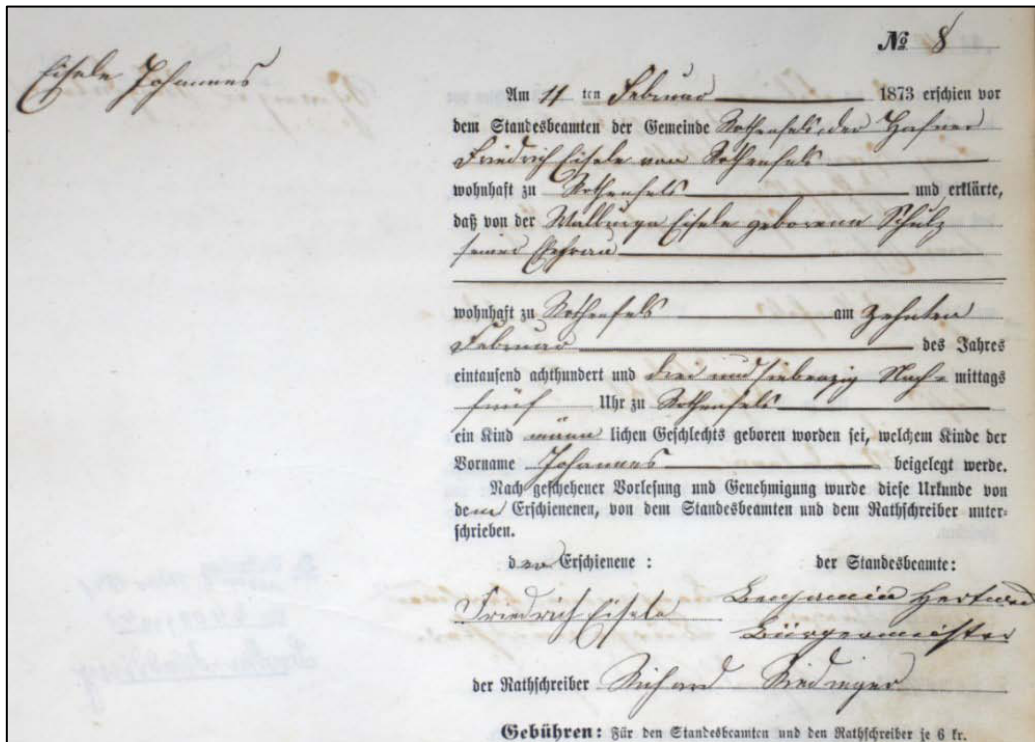 № 8
Eisele Johannes
Am 11 ten Februar 1873 erschien vor
dem Standesbeamten der Gemeinde Rothenfels, der Hafner
Friedrich Eisele von Rothenfels
wohnhaft zu Rothenfels und erklärte,
daß von der Walburga Eisele geborenen Schulz
seiner Ehefrau
wohnhaft zu Rothenfels am zehnten
Februar des Jahres
eintausend achthundert und drei und siebenzig Nach= mittags
fünf Uhr zu Rothenfels
ein Kind männ lichen Geschlechts geboren worden sei, welchem Kinde der
Vorname Johannes beigelegt werde.
Nach geschehener Vorlesung und Genehmigung wurde diese Urkunde von
dem Erschienenen, von dem Standesbeamten und dem Rathschreiber unter-
schrieben.
der Erschienene : der Standesbeamte:
Friedrich Eisele Benjamin
Bürgermeister
der Rathschreiber Richard
Gebühren: Für den Standesbeamten und den Rathschreiber je 6 kr.